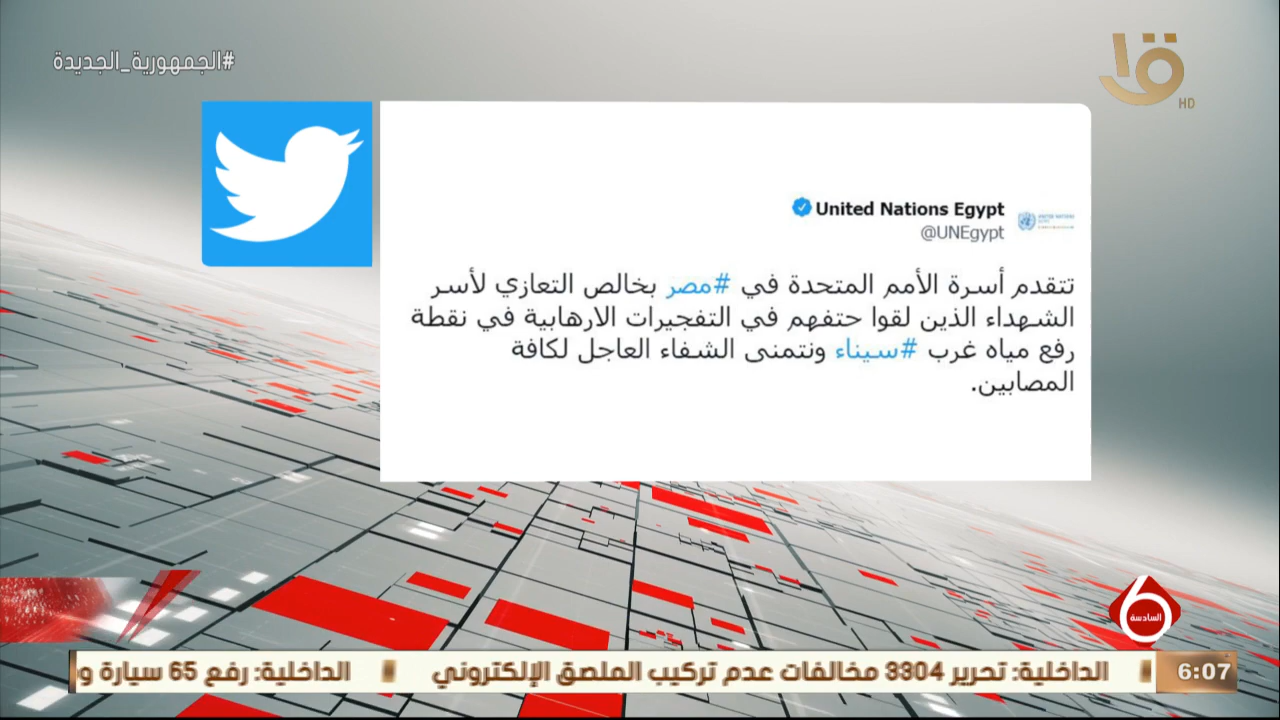 #الجمهورية_الجديدة
HD
United Nations Egypt
@UNEgypt
تتقدم أسرة الأمم المتحدة في #مصر بخالص التعازي لأسر
الشهداء الذين لقوا حتفهم في التفجيرات الارهابية في نقطة
رفع مياه غرب #سيناء ونتمنى الشفاء العاجل لكافة
المصابين.
6
السادسة
6:07
الداخلية: تحرير 3304 مخالفات عدم تركيب الملصق الإلكتروني
الداخلية: رفع 65 سيارة و